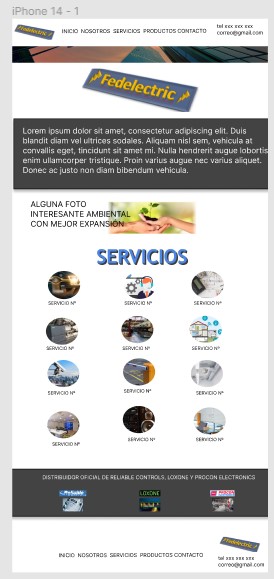 iPhone 14 - 1
Fedelectric
INICIO NOSOTROS SERVICIOS PRODUCTOS CONTACTO
tel xxx xxx xxx
correo@gmail.com
Fedelectric
Lorem ipsum dolor sit amet, consectetur adipiscing elit. Duis
blandit diam vel ultrices sodales. Aliquam nisl sem, vehicula at
convallis eget, tincidunt sit amet mi. Nulla hendrerit augue lobortis
enim ullamcorper tristique. Proin varius augue nec varius aliquet.
Donec ac justo non diam bibendum vehicula.
ALGUNA FOTO
INTERESANTE AMBIENTAL
CON MEJOR EXPANSIÓN
SERVICIOS
SERVICIO Nº SERVICIO Nº SERVICIO Nº
SERVICIO Nº SERVICIO Nº SERVICIO Nº
SERVICIO Nº SERVICIO Nº SERVICIO Nº
SERVICIO Nº SERVICIO Nº SERVICIO Nº
DISTRIBUIDOR OFICIAL DE RELIABLE CONTROLS, LOXONE Y PROCON ELECTRONICS
Reliable
LOXONE
PROCON
Fedelectric
INICIO NOSOTROS SERVICIOS PRODUCTOS CONTACTO
tel xxx xxx xxx
correo@gmail.com